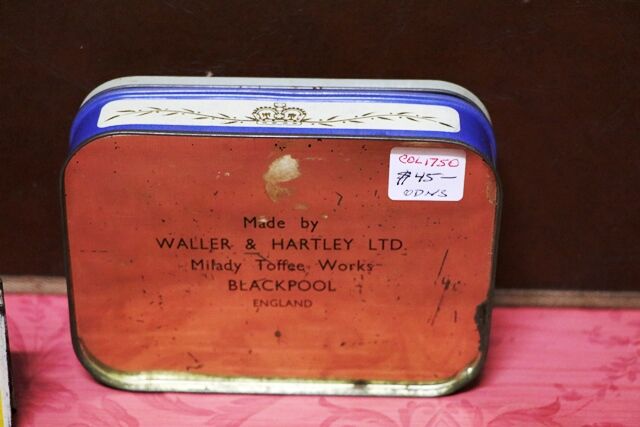 COL1750
$45—
Made by
WALLER & HARTLEY LTD.
Milady Toffee Works
BLACKPOOL
ENGLAND